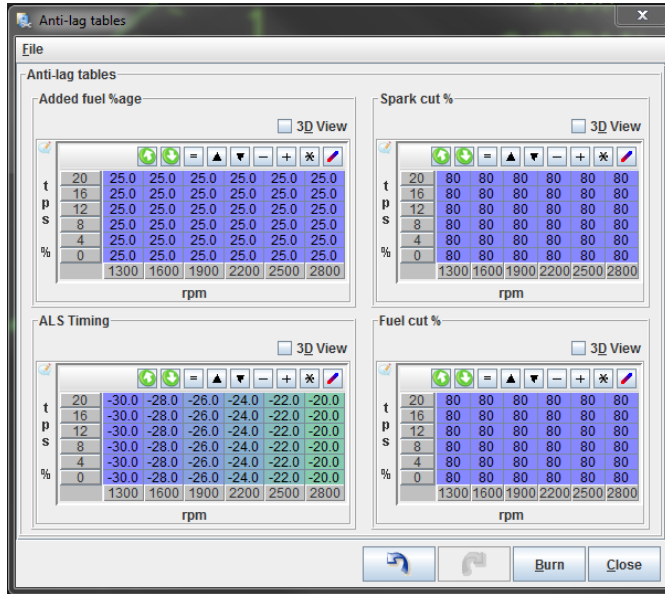 Anti-lag tables
x
File
Anti-lag tables
Added fuel %age
3D View
= - + *
20 25.0 25.0 25.0 25.0 25.0 25.0
16 25.0 25.0 25.0 25.0 25.0 25.0
12 25.0 25.0 25.0 25.0 25.0 25.0
8 25.0 25.0 25.0 25.0 25.0 25.0
4 25.0 25.0 25.0 25.0 25.0 25.0
0 25.0 25.0 25.0 25.0 25.0 25.0
1300 1600 1900 2200 2500 2800
tps %
rpm
Spark cut %
3D View
= - + *
20 80 80 80 80 80 80
16 80 80 80 80 80 80
12 80 80 80 80 80 80
8 80 80 80 80 80 80
4 80 80 80 80 80 80
0 80 80 80 80 80 80
1300 1600 1900 2200 2500 2800
tps %
rpm
ALS Timing
3D View
= - + *
20 -30.0 -28.0 -26.0 -24.0 -22.0 -20.0
16 -30.0 -28.0 -26.0 -24.0 -22.0 -20.0
12 -30.0 -28.0 -26.0 -24.0 -22.0 -20.0
8 -30.0 -28.0 -26.0 -24.0 -22.0 -20.0
4 -30.0 -28.0 -26.0 -24.0 -22.0 -20.0
0 -30.0 -28.0 -26.0 -24.0 -22.0 -20.0
1300 1600 1900 2200 2500 2800
tps %
rpm
Fuel cut %
3D View
= - + *
20 80 80 80 80 80 80
16 80 80 80 80 80 80
12 80 80 80 80 80 80
8 80 80 80 80 80 80
4 80 80 80 80 80 80
0 80 80 80 80 80 80
1300 1600 1900 2200 2500 2800
tps %
rpm
Burn
Close